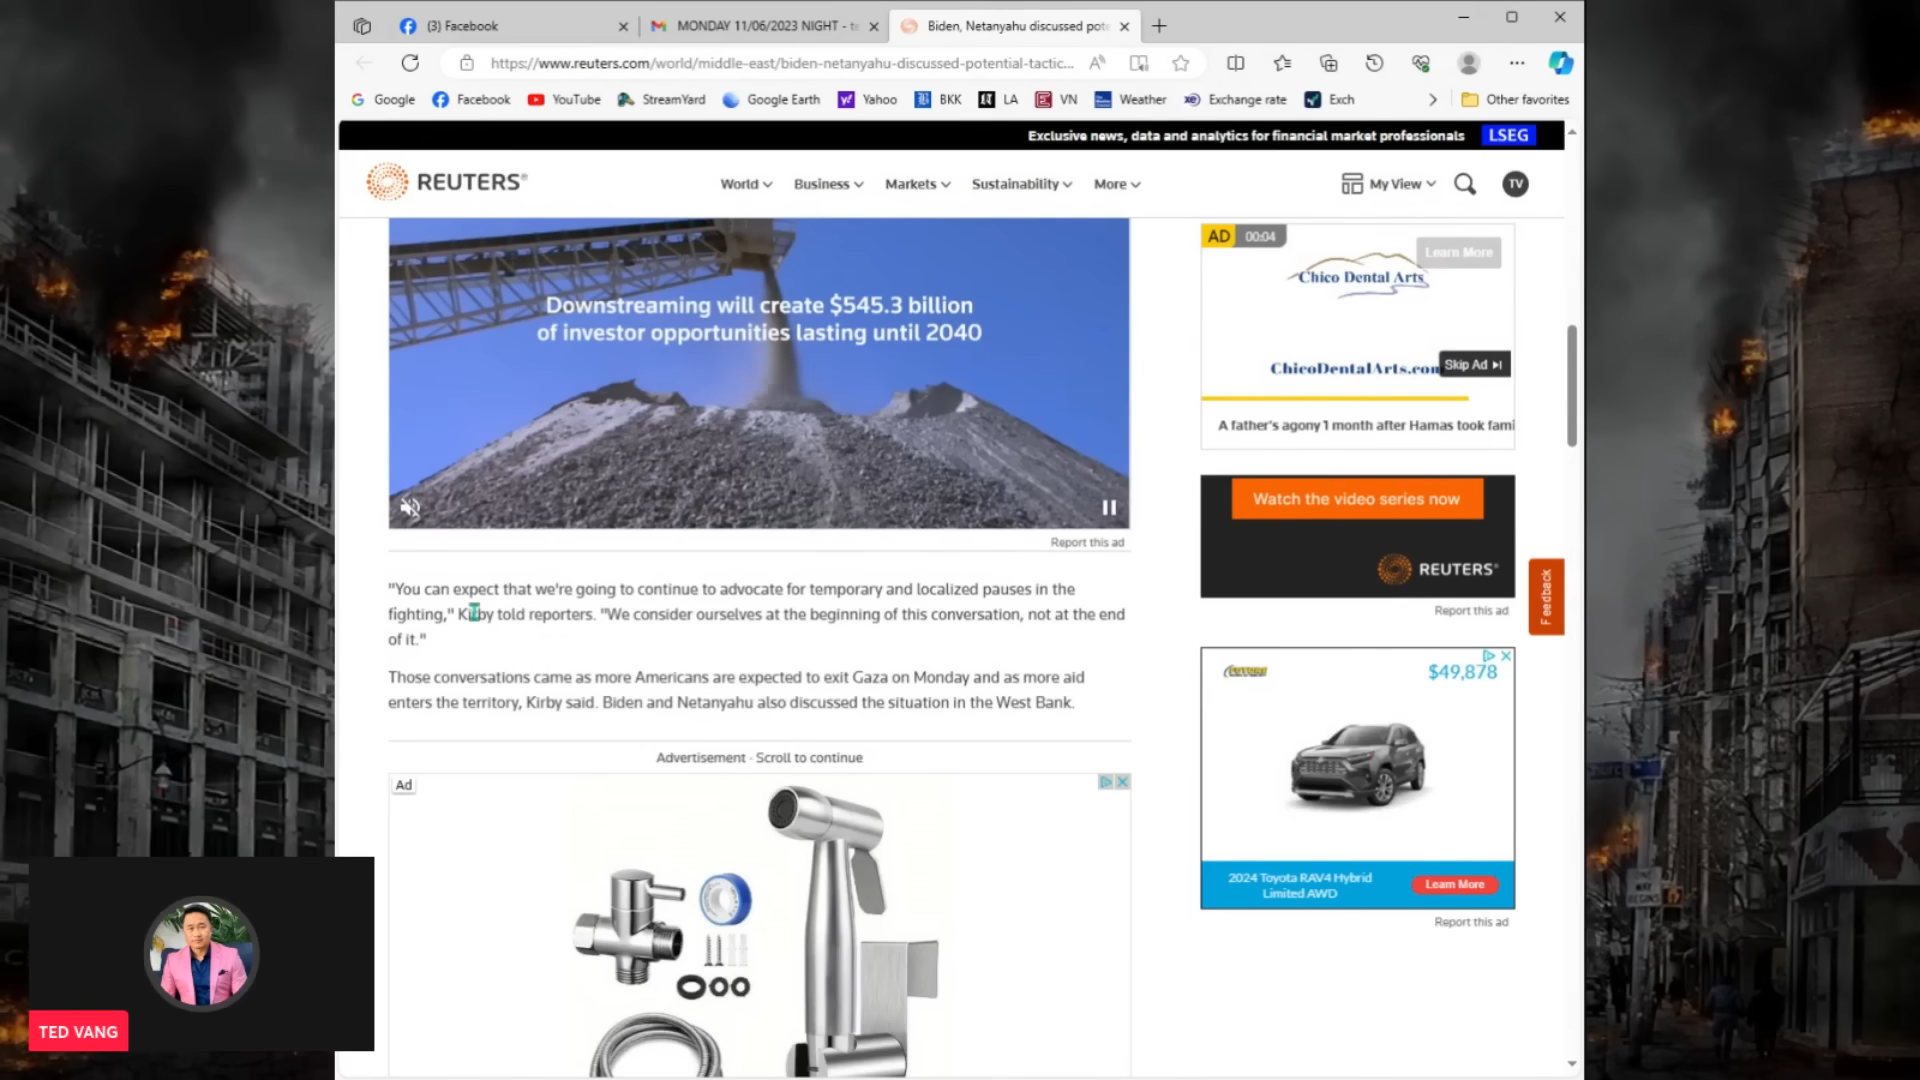 (3) Facebook
MONDAY 11/06/2023 NIGHT - te
Biden, Netanyahu discussed pote
https://www.reuters.com/world/middle-east/biden-netanyahu-discussed-potential-tactic...
Google
Facebook
YouTube
StreamYard
Google Earth
Yahoo
BKK
LA
VN
Weather
Exchange rate
Exch
Other favorites
Exclusive news, data and analytics for financial market professionals LSEG
REUTERS®
World
Business
Markets
Sustainability
More
My View
TV
Downstreaming will create $545.3 billion
of investor opportunities lasting until 2040
Report this ad
"You can expect that we're going to continue to advocate for temporary and localized pauses in the
fighting," Kirby told reporters. "We consider ourselves at the beginning of this conversation, not at the end
of it."
Those conversations came as more Americans are expected to exit Gaza on Monday and as more aid
enters the territory, Kirby said. Biden and Netanyahu also discussed the situation in the West Bank.
Advertisement · Scroll to continue
Ad
AD 00:04
Learn More
Chico Dental Arts
ChicoDentalArts.com
Skip Ad
A father's agony 1 month after Hamas took fami
Watch the video series now
REUTERS®
Report this ad
Feedback
$49,878
2024 Toyota RAV4 Hybrid
Limited AWD
Learn More
Report this ad
TED VANG